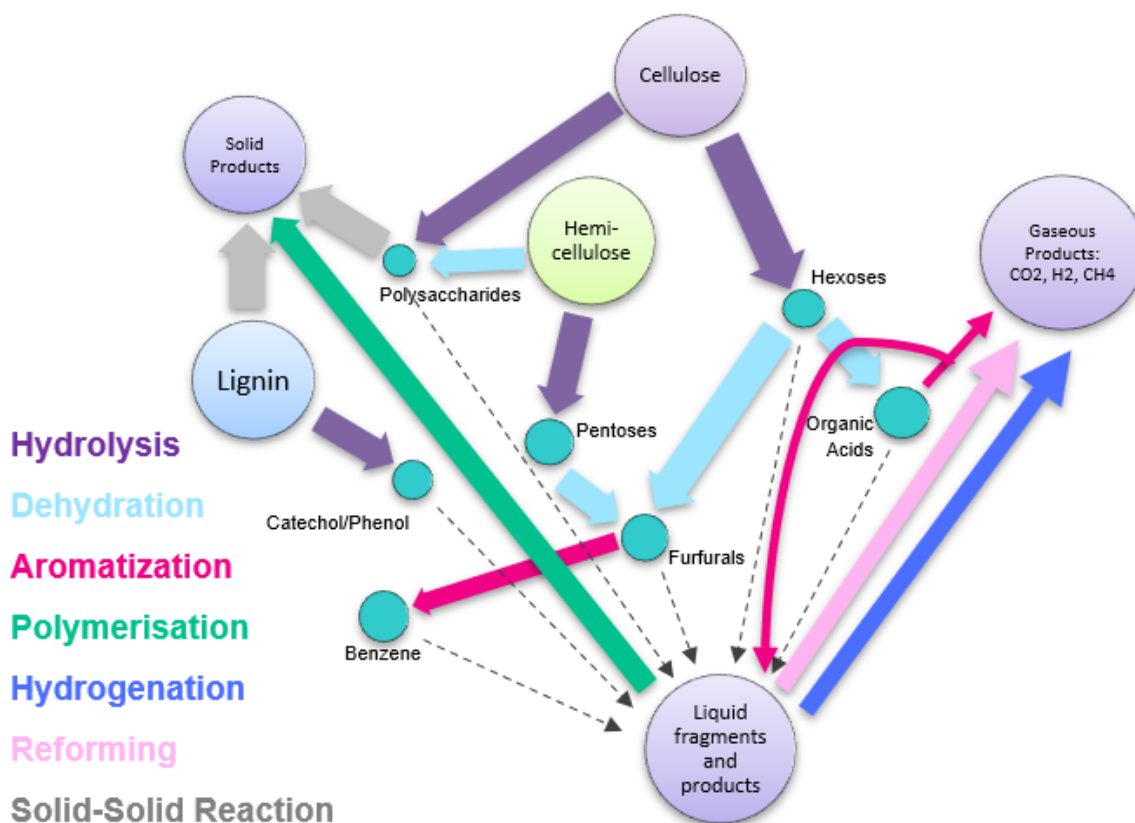 Cellulose
Solid
Products
Hemi-
cellulose
Gaseous
Products:
CO2, H2, CH4
Polysaccharides
Hexoses
Lignin
Pentoses
Organic
Acids
Catechol/Phenol
Furfurals
Benzene
Liquid
fragments
and
products
Hydrolysis
Dehydration
Aromatization
Polymerisation
Hydrogenation
Reforming
Solid-Solid Reaction